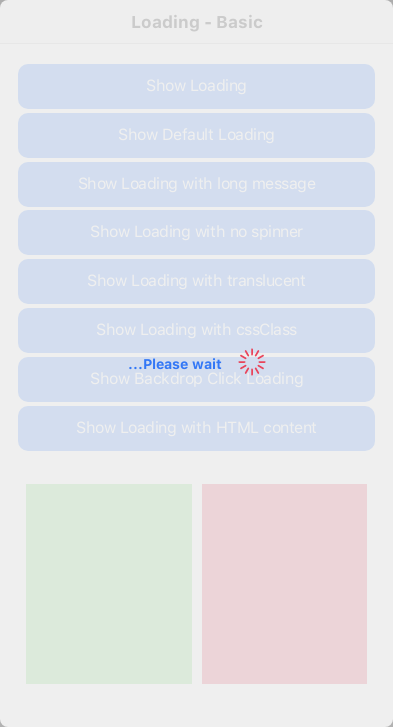 Loading - Basic
Show Loading
Show Default Loading
Show Loading with long message
Show Loading with no spinner
Show Loading with translucent
Show Loading with cssClass
...Please wait
Show Backdrop Click Loading
Show Loading with HTML content